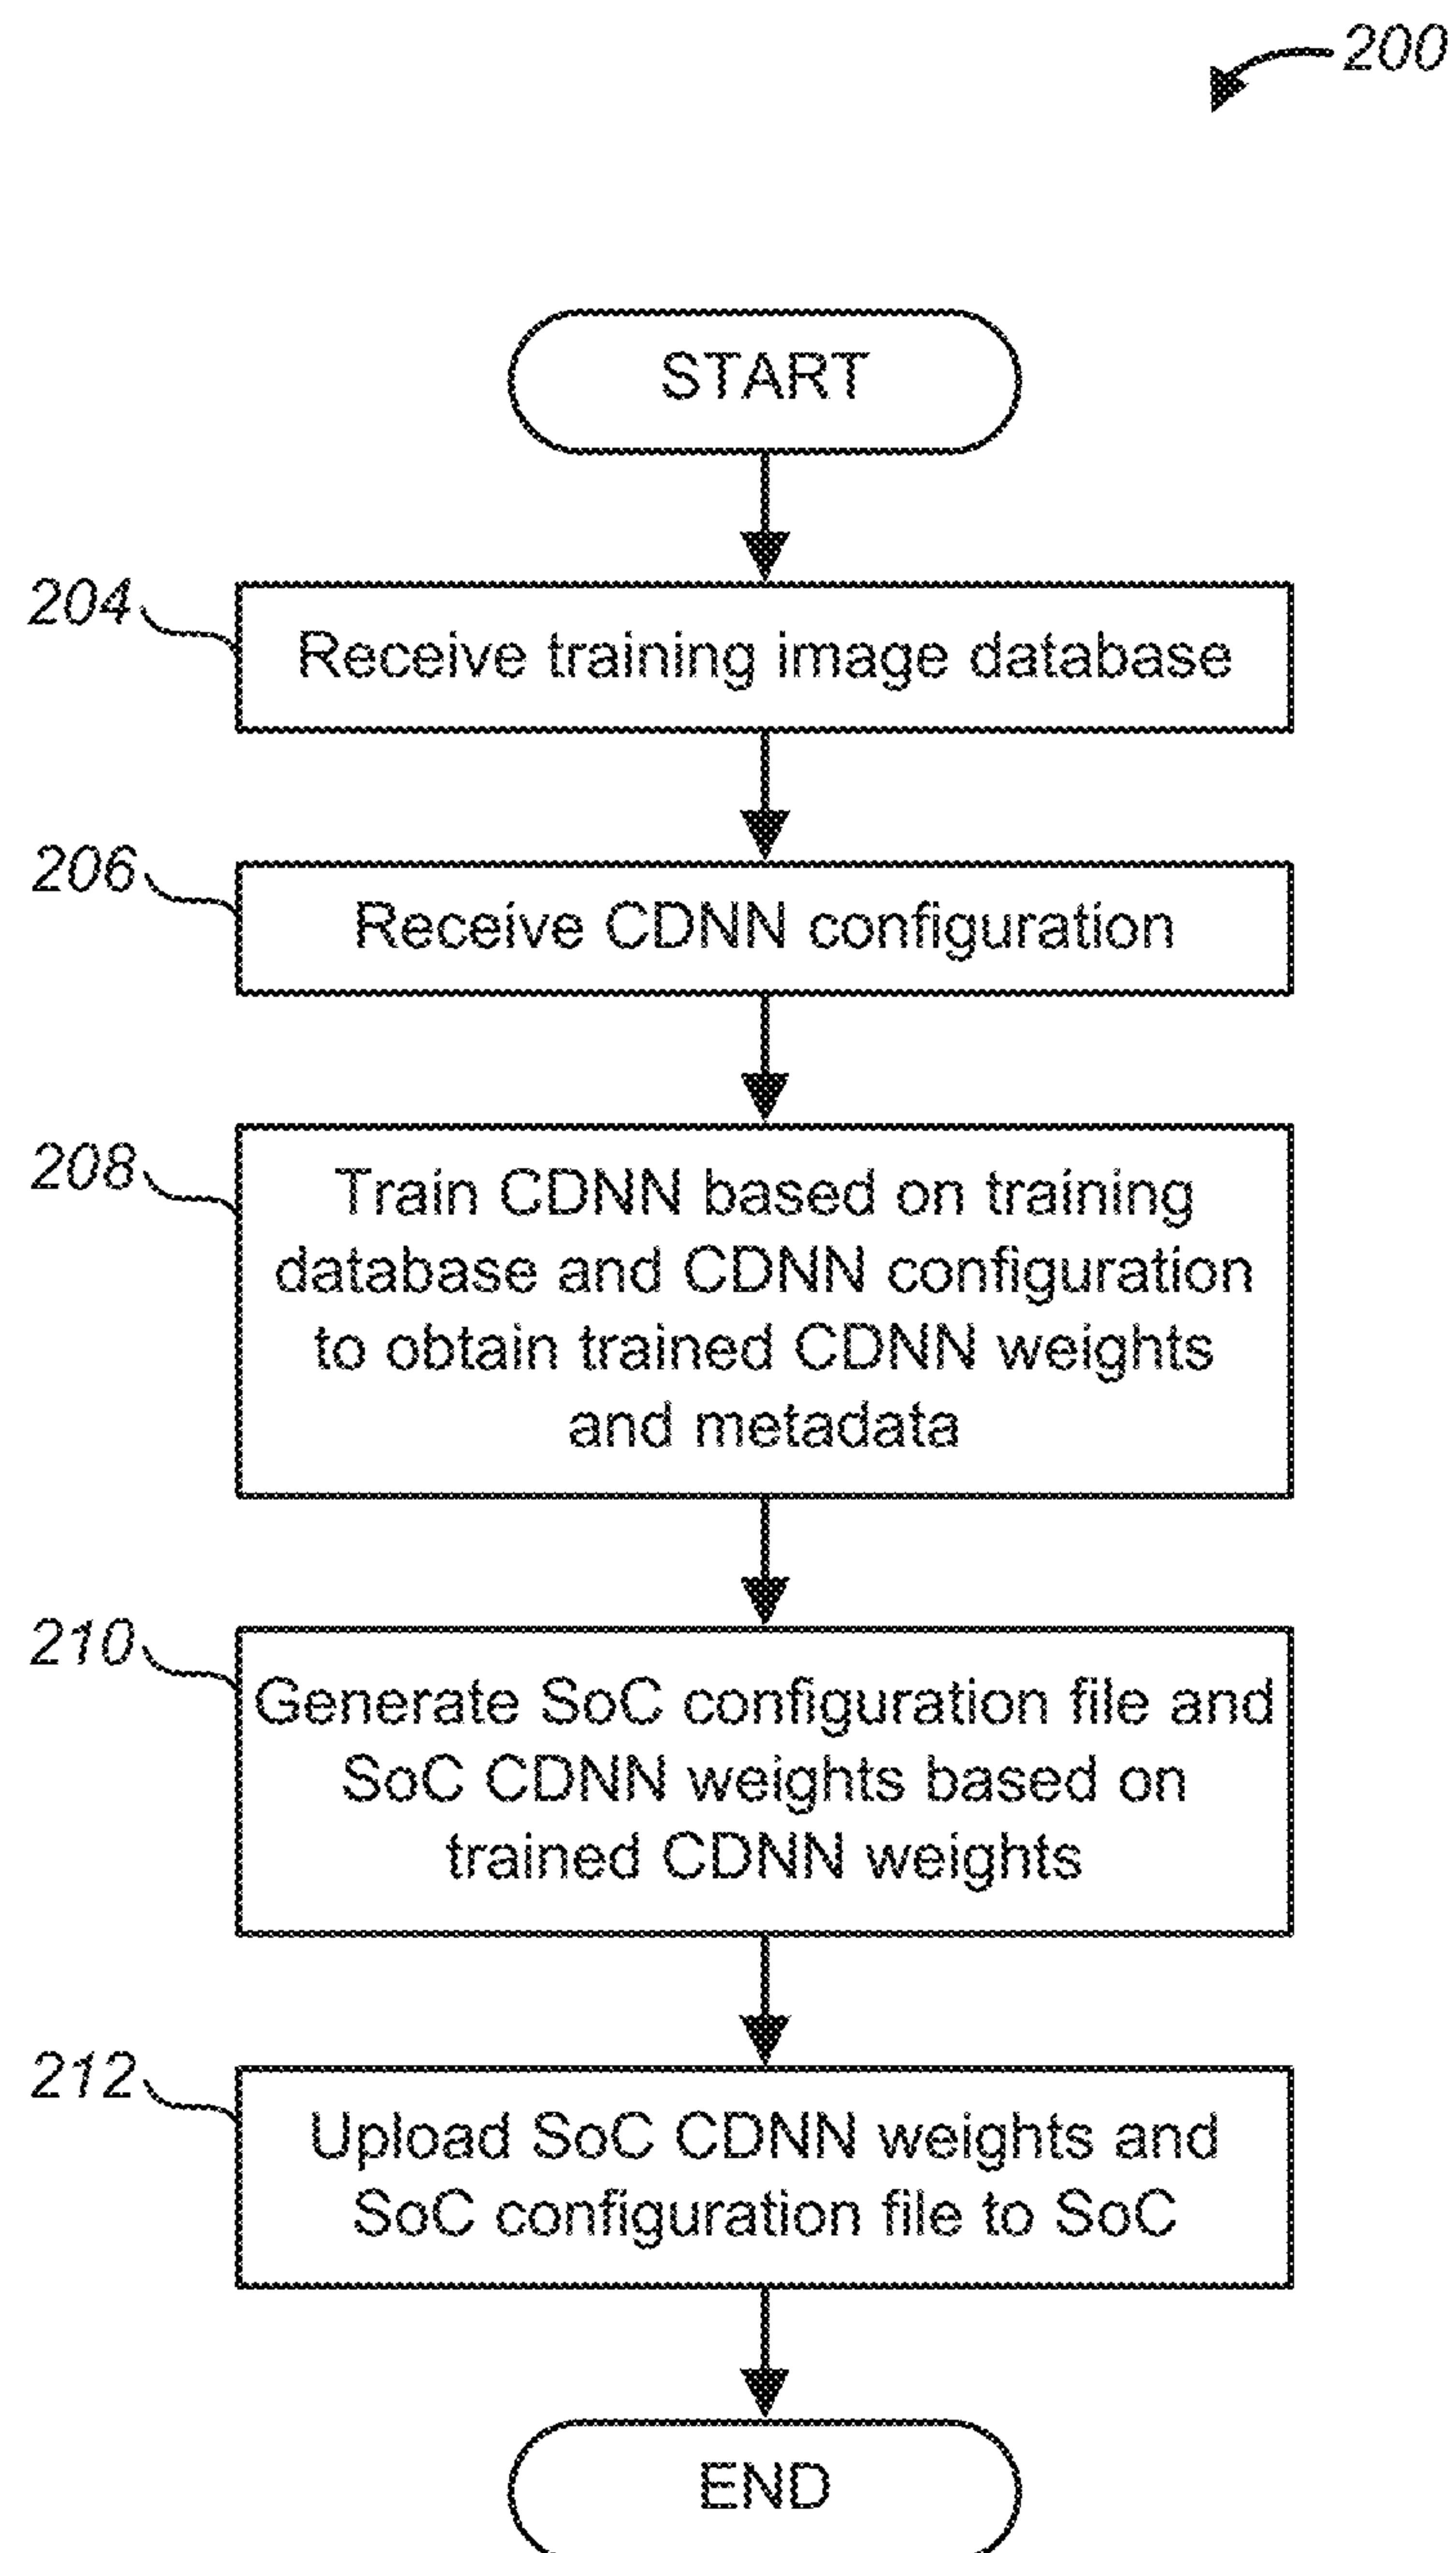 200
START
204
Receive training image database
206
Receive CDNN configuration
208
Train CDNN based on training
database and CDNN configuration
to obtain trained CDNN weights
and metadata
210
Generate SoC configuration file and
SoC CDNN weights based on
trained CDNN weights
212
Upload SoC CDNN weights and
SoC configuration file to SoC
END